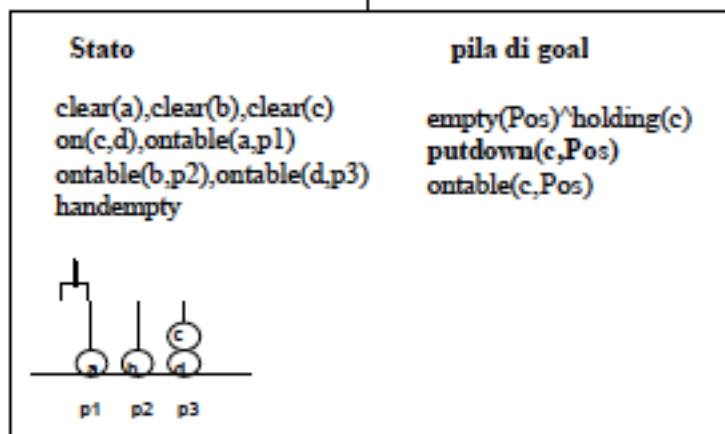 Stato
pila di goal
clear(a),clear(b),clear(c)
on(c,d),ontable(a,p1)
ontable(b,p2),ontable(d,p3)
handempty
empty(Pos)^holding(c)
putdown(c,Pos)
ontable(c,Pos)
c
a b d
p1 p2 p3